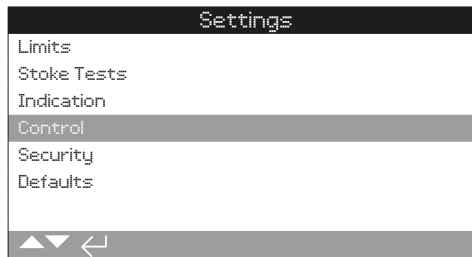 Settings
Limits
Stoke Tests
Indication
Control
Security
Defaults